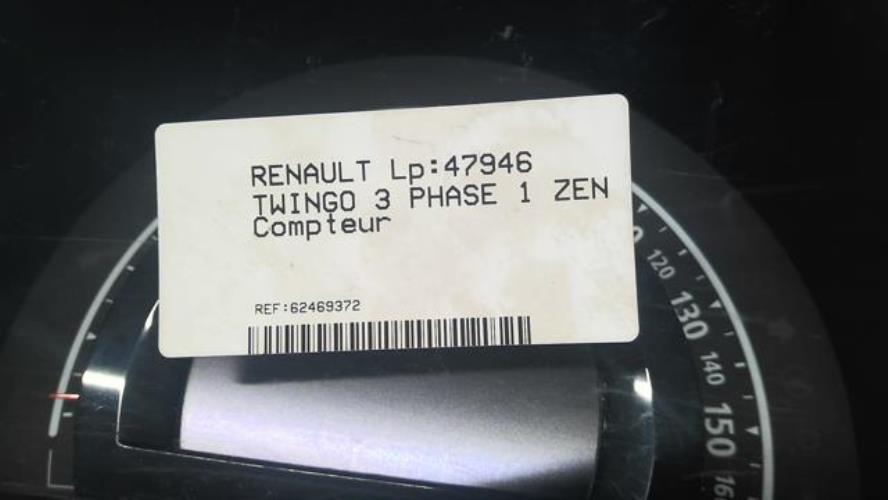 RENAULT Lp:47946
TWINGO 3 PHASE 1 ZEN
Compteur
REF:62469372
120
130
140
150